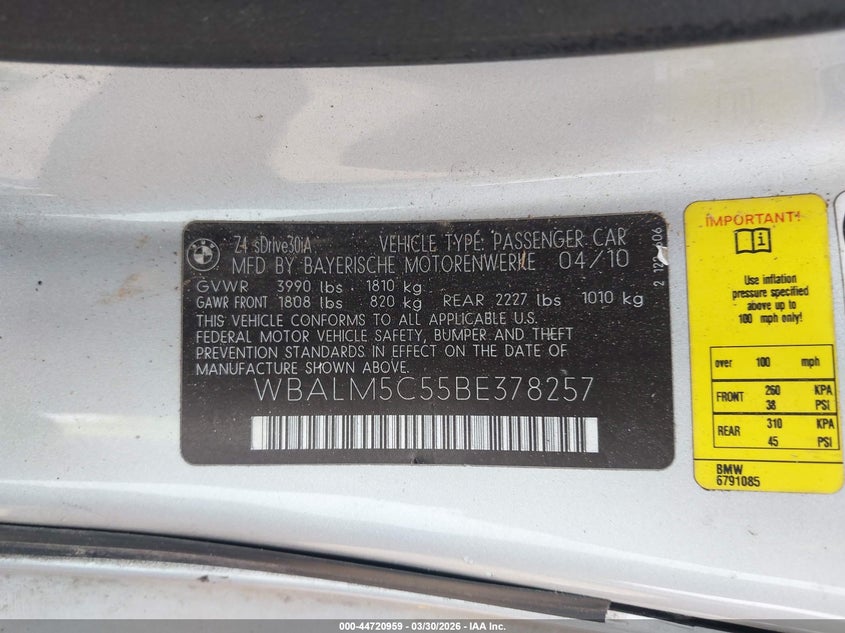 BMW
Z4 sDrive30iA VEHICLE TYPE: PASSENGER CAR
MFD BY BAYERISCHE MOTORENWERKE 04/10
GVWR 3990 lbs 1810 kg
GAWR FRONT 1808 lbs 820 kg REAR 2227 lbs 1010 kg
THIS VEHICLE CONFORMS TO ALL APPLICABLE U.S.
FEDERAL MOTOR VEHICLE SAFETY, BUMPER AND THEFT
PREVENTION STANDARDS IN EFFECT ON THE DATE OF
MANUFACTURE SHOWN ABOVE.
WBALM5C55BE378257
IMPORTANT!
Use inflation
pressure specified
above up to
100 mph only!
over 100 mph
FRONT 260 KPA
38 PSI
REAR 310 KPA
45 PSI
BMW
6791085
000-44720959 - 03/30/2026 - IAA Inc.